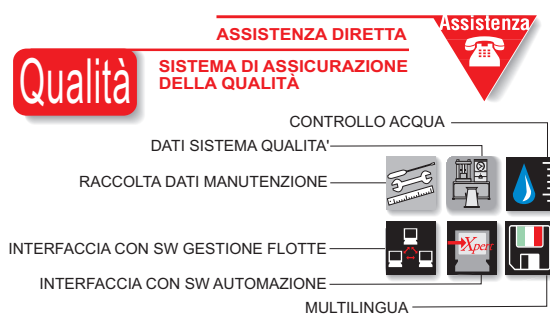 ASSISTENZA DIRETTA
Assistenza
Qualità
SISTEMA DI ASSICURAZIONE
DELLA QUALITÀ
CONTROLLO ACQUA
DATI SISTEMA QUALITA'
RACCOLTA DATI MANUTENZIONE
INTERFACCIA CON SW GESTIONE FLOTTE
Xpert
INTERFACCIA CON SW AUTOMAZIONE
MULTILINGUA